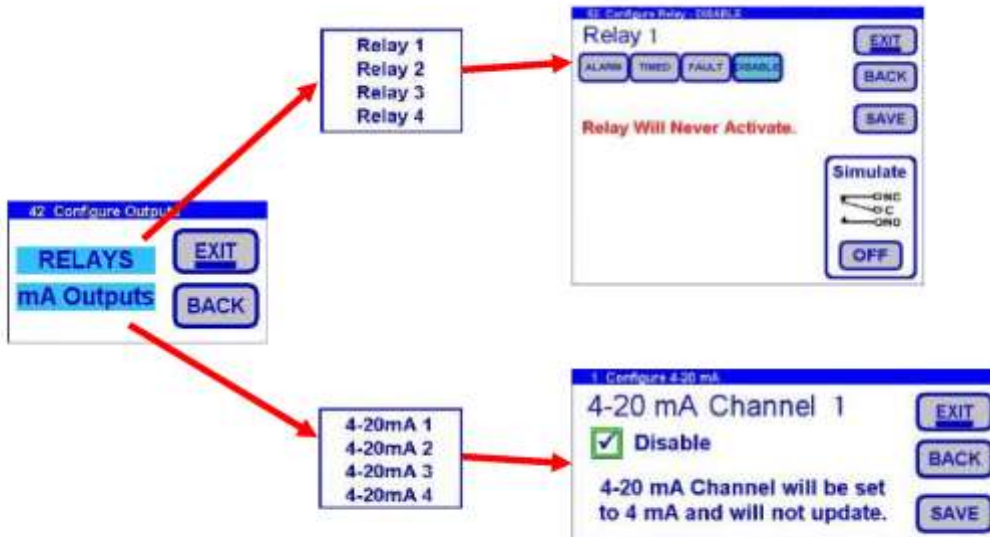 42 Configure Outputs
RELAYS
mA Outputs
EXIT
BACK
Relay 1
Relay 2
Relay 3
Relay 4
62 Configure Relay - DISABLE
Relay 1
ALARM TIMED FAULT DISABLE
Relay Will Never Activate.
EXIT
BACK
SAVE
Simulate
NC
C
NO
OFF
4-20mA 1
4-20mA 2
4-20mA 3
4-20mA 4
1 Configure 4-20 mA
4-20 mA Channel 1
Disable
4-20 mA Channel will be set
to 4 mA and will not update.
EXIT
BACK
SAVE